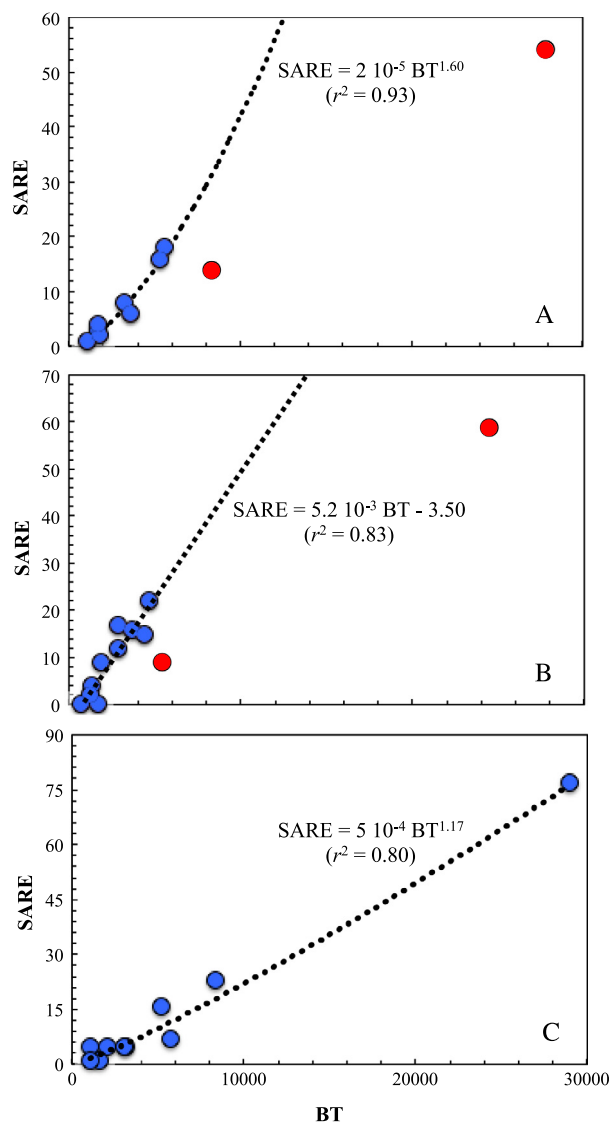 60
50
40
30
20
10
0
SARE
SARE = 2 10⁻⁵ BT¹·⁶⁰
(r² = 0.93)
A
70
60
50
40
30
20
10
0
SARE
SARE = 5.2 10⁻³ BT - 3.50
(r² = 0.83)
B
90
75
60
45
30
15
0
SARE
SARE = 5 10⁻⁴ BT¹·¹⁷
(r² = 0.80)
C
0 10000 20000 30000
BT